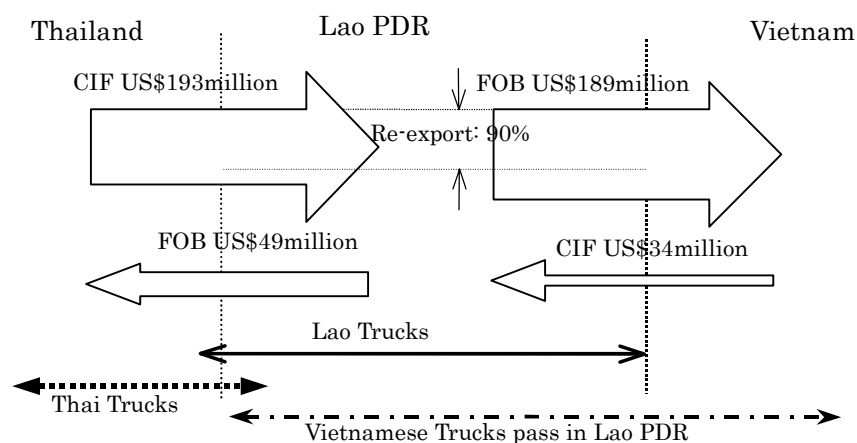 Thailand
Lao PDR
Vietnam
CIF US$193million
FOB US$189million
Re-export: 90%
FOB US$49million
CIF US$34million
Lao Trucks
Thai Trucks
Vietnamese Trucks pass in Lao PDR